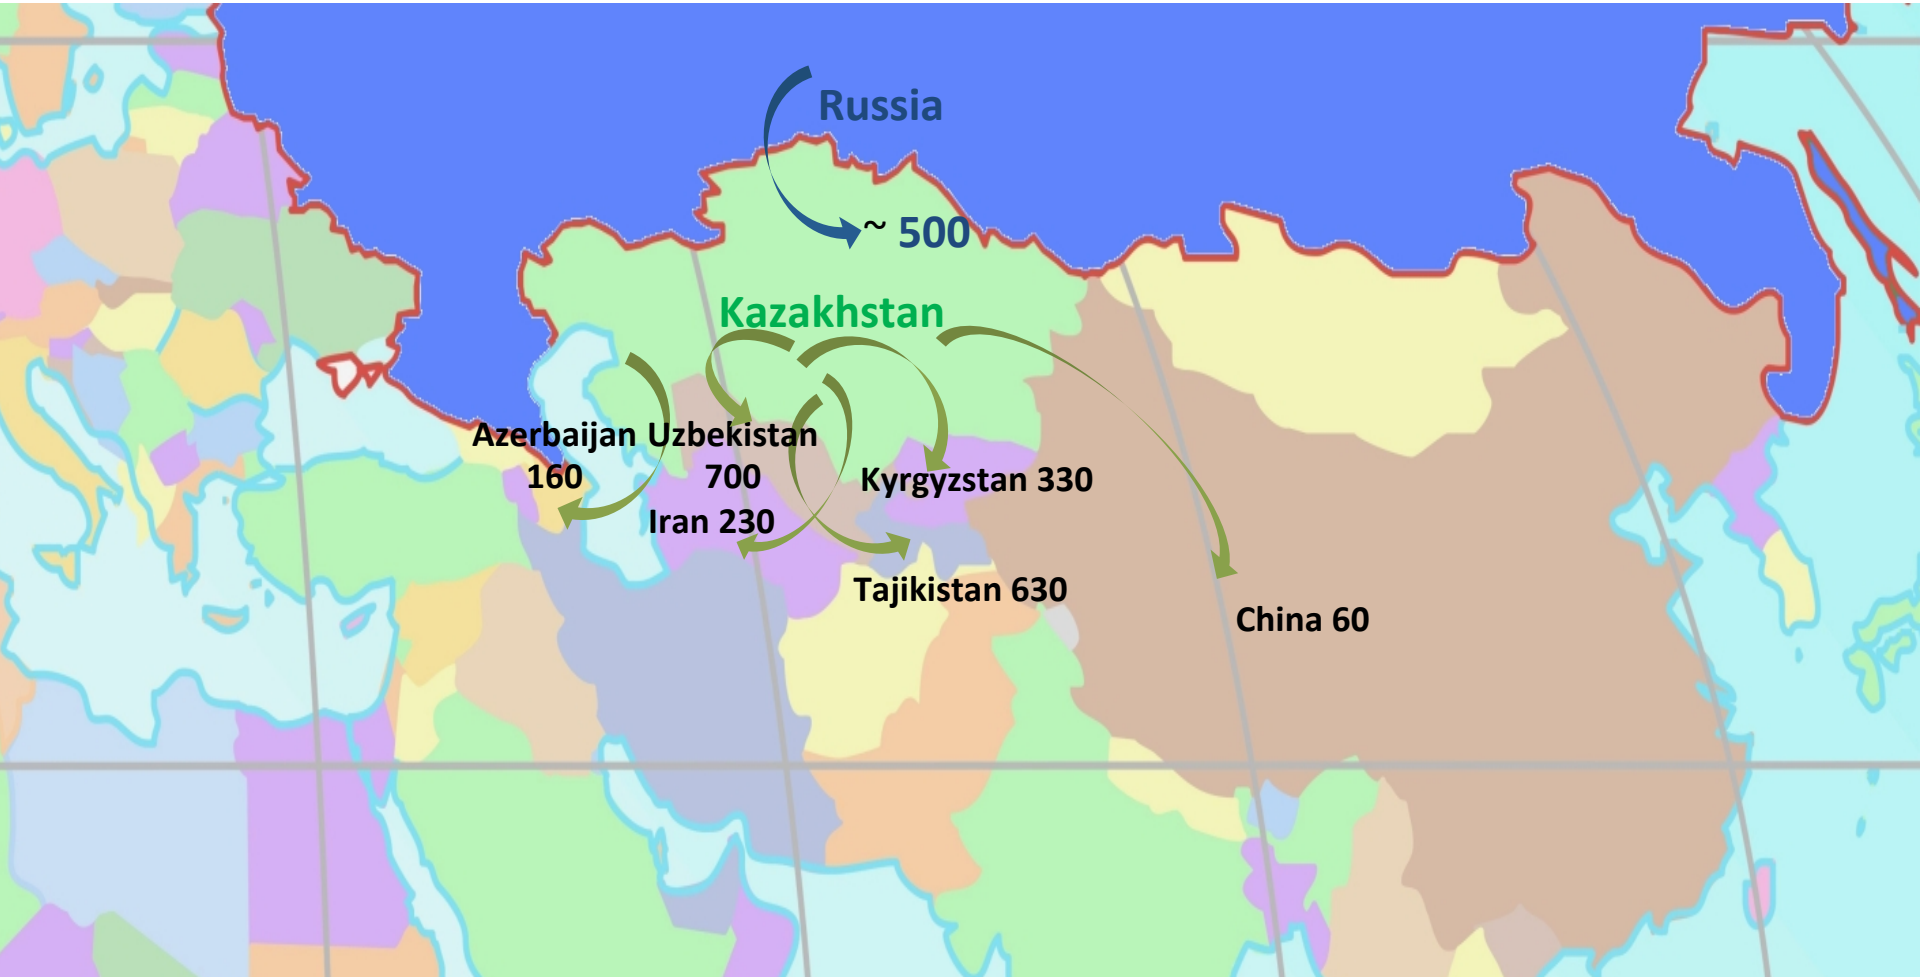 Russia
~ 500
Kazakhstan
Azerbaijan
160
Uzbekistan
700
Iran 230
Kyrgyzstan 330
Tajikistan 630
China 60